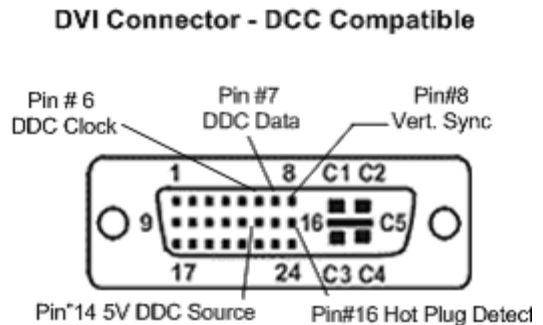 DVI Connector - DCC Compatible
Pin # 6
DDC Clock
Pin #7
DDC Data
Pin#8
Vert. Sync
1
8
C1 C2
9
16
C5
17
24
C3 C4
Pin"14 5V DDC Source
Pin#16 Hot Plug Detect